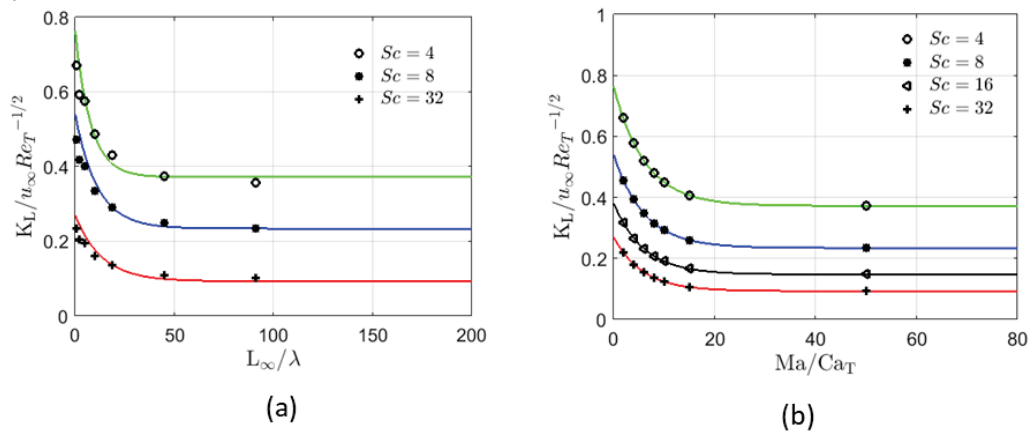 0.8
0.6
0.4
0.2
0
K_L/u_∞ Re_T^{-1/2}
Sc = 4
Sc = 8
Sc = 32
0 50 100 150 200
L_∞/λ
(a)
1
0.8
0.6
0.4
0.2
0
K_L/u_∞ Re_T^{-1/2}
Sc = 4
Sc = 8
Sc = 16
Sc = 32
0 20 40 60 80
Ma/Ca_T
(b)